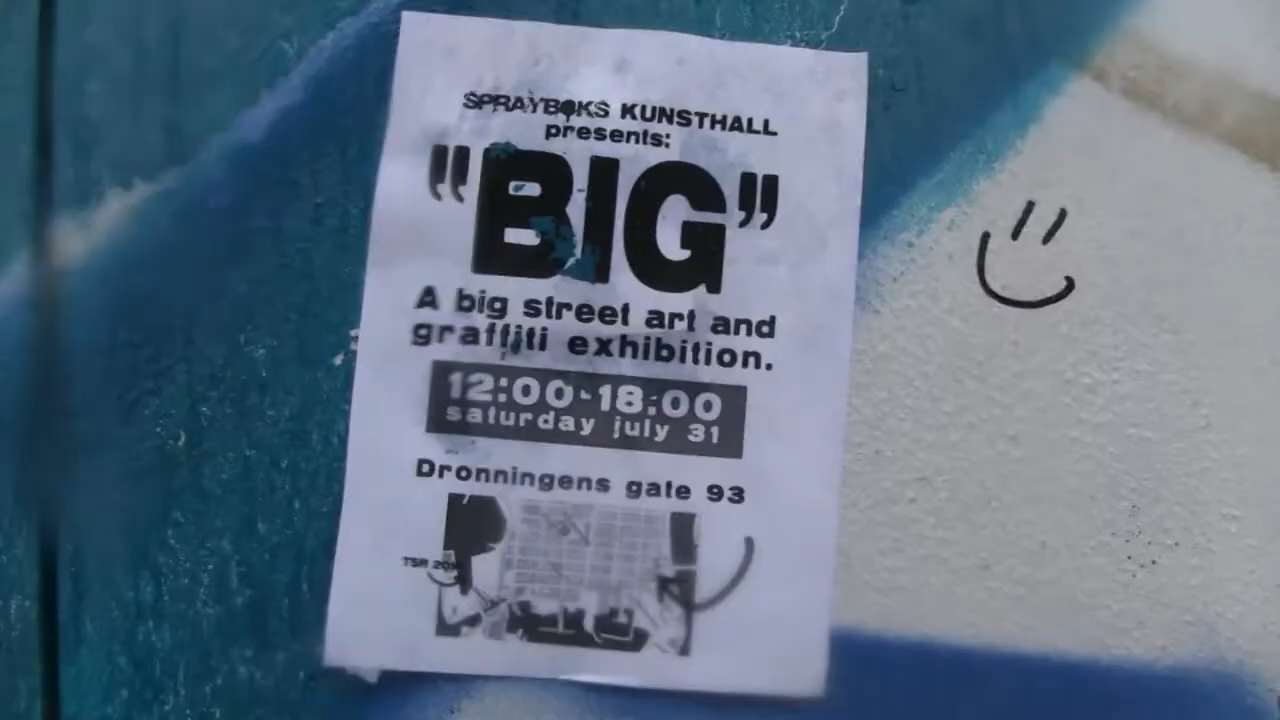 SPRAYBOKS KUNSTHALL
presents:
"BIG"
A big street art and
graffiti exhibition.
12:00-18:00
saturday july 31
Dronningens gate 93
TSR